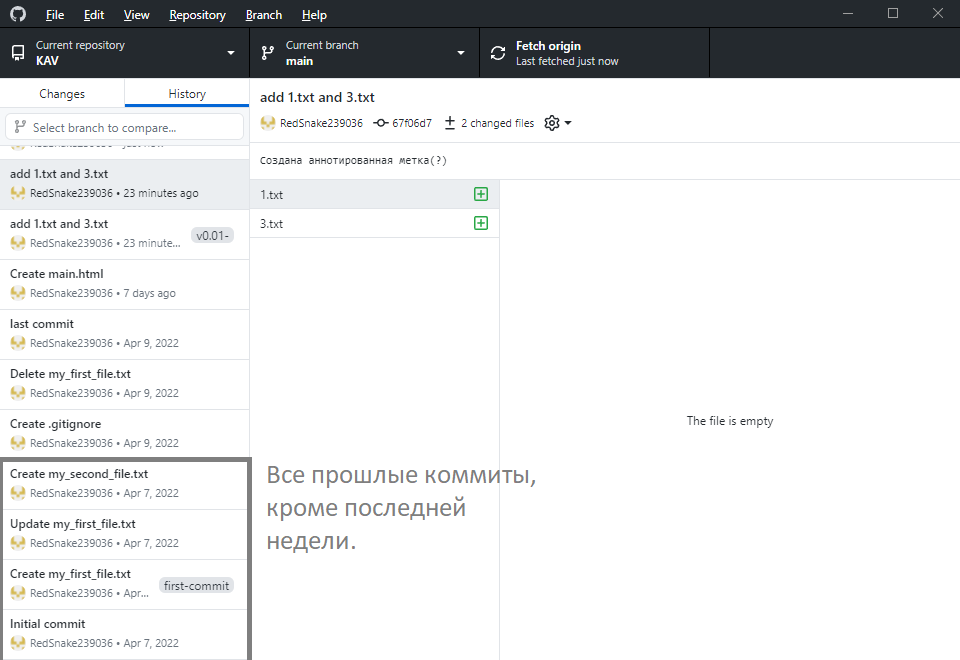 File Edit View Repository Branch Help
Current repository
KAV
Current branch
main
Fetch origin
Last fetched just now
Changes History
Select branch to compare...
add 1.txt and 3.txt
RedSnake239036 • 23 minutes ago
add 1.txt and 3.txt
RedSnake239036 • 23 minute... v0.01-
Create main.html
RedSnake239036 • 7 days ago
last commit
RedSnake239036 • Apr 9, 2022
Delete my_first_file.txt
RedSnake239036 • Apr 9, 2022
Create .gitignore
RedSnake239036 • Apr 9, 2022
Create my_second_file.txt
RedSnake239036 • Apr 7, 2022
Update my_first_file.txt
RedSnake239036 • Apr 7, 2022
Create my_first_file.txt
RedSnake239036 • Apr... first-commit
Initial commit
RedSnake239036 • Apr 7, 2022
add 1.txt and 3.txt
RedSnake239036 67f06d7 2 changed files
Создана аннотированная метка(?)
1.txt
3.txt
The file is empty
Все прошлые коммиты,
кроме последней
недели.